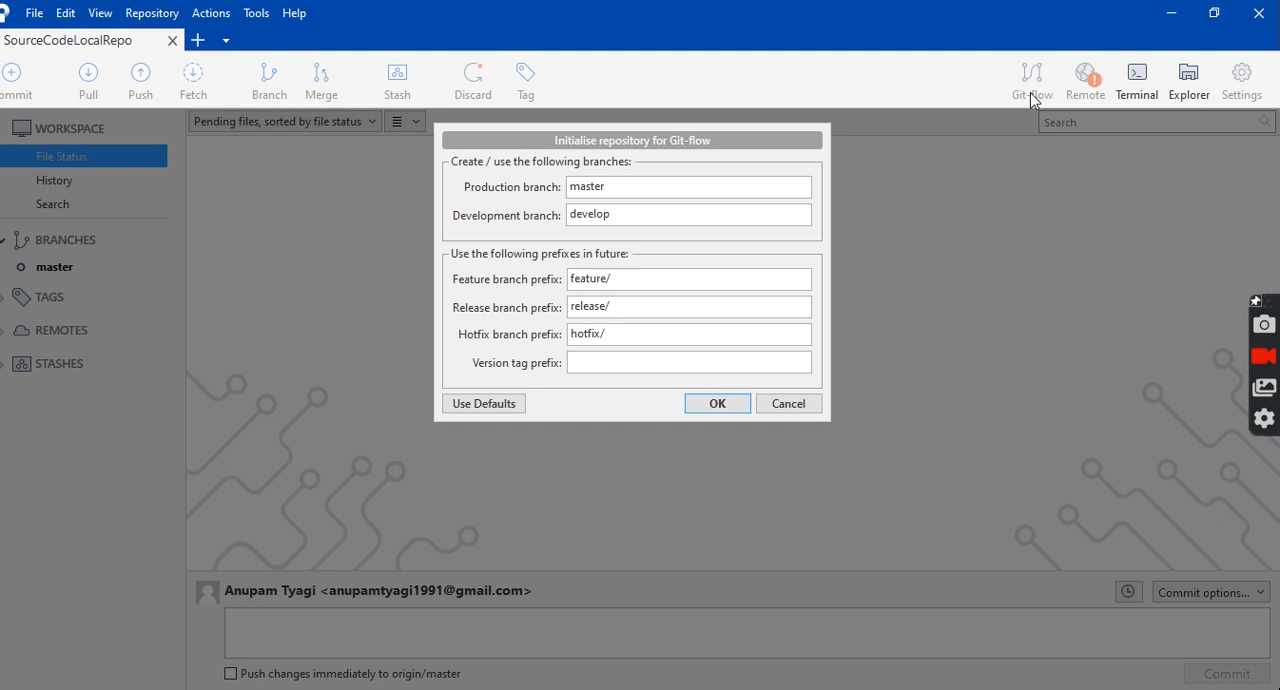 File Edit View Repository Actions Tools Help
SourceCodeLocalRepo
ommit Pull Push Fetch Branch Merge Stash Discard Tag Git-flow Remote Terminal Explorer Settings
WORKSPACE
File Status
History
Search
BRANCHES
master
TAGS
REMOTES
STASHES
Pending files, sorted by file status
Search
Initialise repository for Git-flow
Create / use the following branches:
Production branch: master
Development branch: develop
Use the following prefixes in future:
Feature branch prefix: feature/
Release branch prefix: release/
Hotfix branch prefix: hotfix/
Version tag prefix:
Use Defaults OK Cancel
Anupam Tyagi <anupamtyagi1991@gmail.com>
Commit options...
Push changes immediately to origin/master
Commit